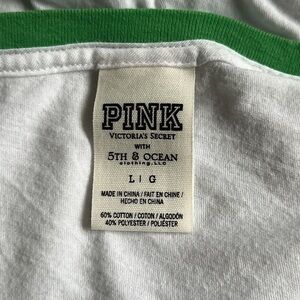 PINK
VICTORIA'S SECRET
WITH
5TH & OCEAN
clothing, LLC
L | G
MADE IN CHINA / FAIT EN CHINE /
HECHO EN CHINA
60% COTTON / COTON / ALGODÓN
40% POLYESTER / POLIÉSTER